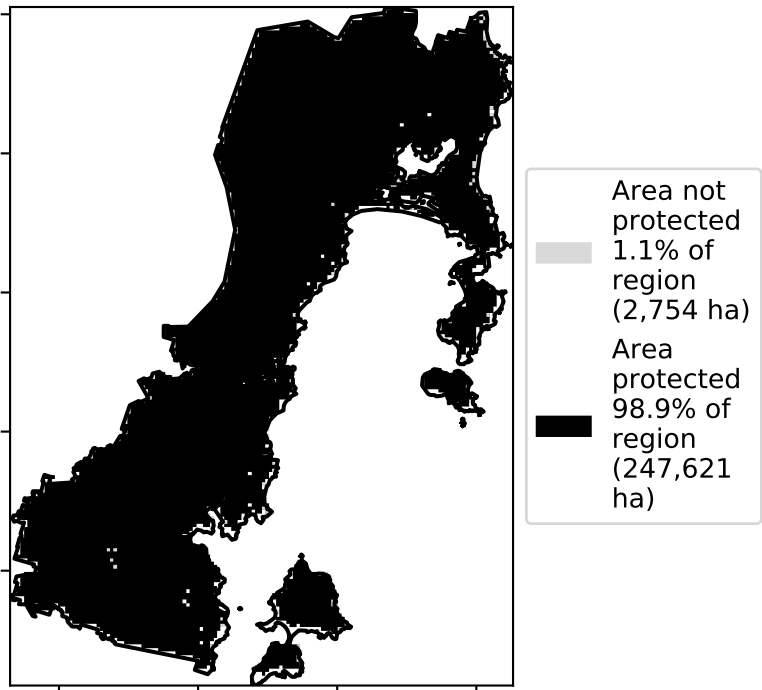 Area not
protected
1.1% of
region
(2,754 ha)
Area
protected
98.9% of
region
(247,621
ha)